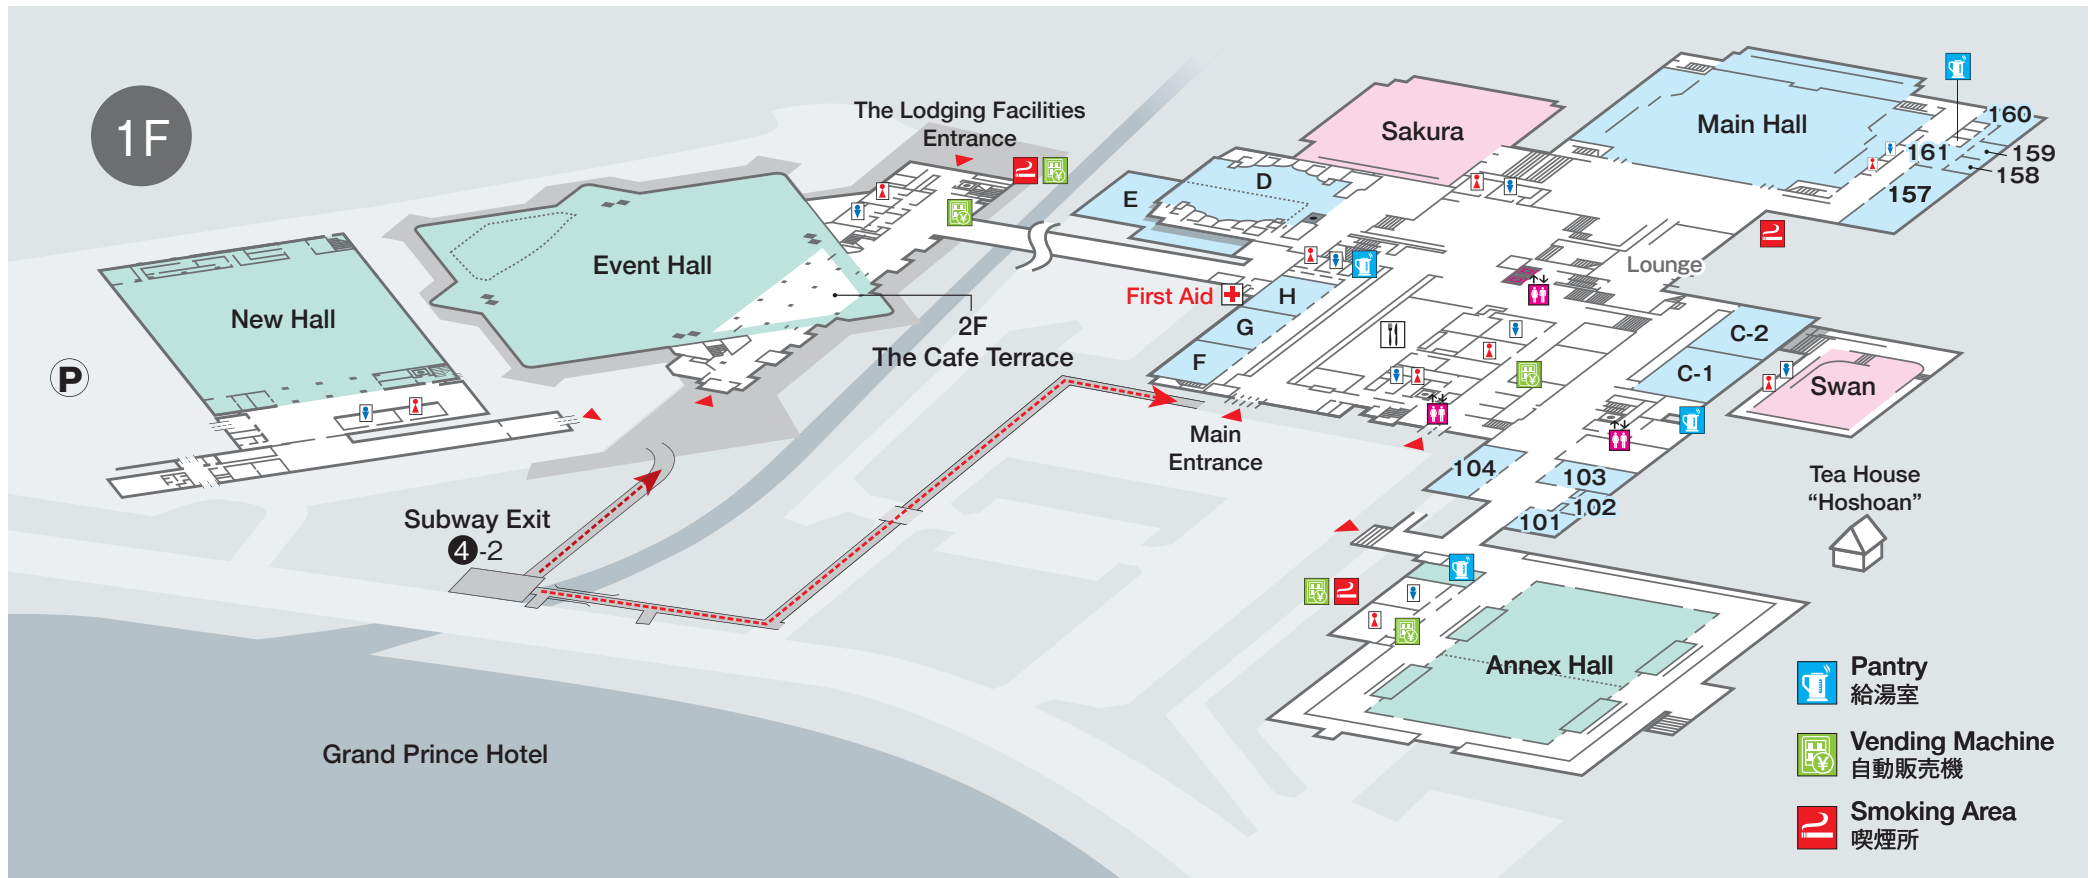 1F
The Lodging Facilities
Entrance
Sakura
Main Hall
160
161
159
158
157
D
E
Event Hall
New Hall
Lounge
First Aid
H
G
F
2F
The Cafe Terrace
P
C-2
C-1
Swan
Main
Entrance
104
103
102
101
Tea House
“Hoshoan”
Subway Exit
4-2
Annex Hall
Grand Prince Hotel
Pantry
給湯室
Vending Machine
自動販売機
Smoking Area
喫煙所